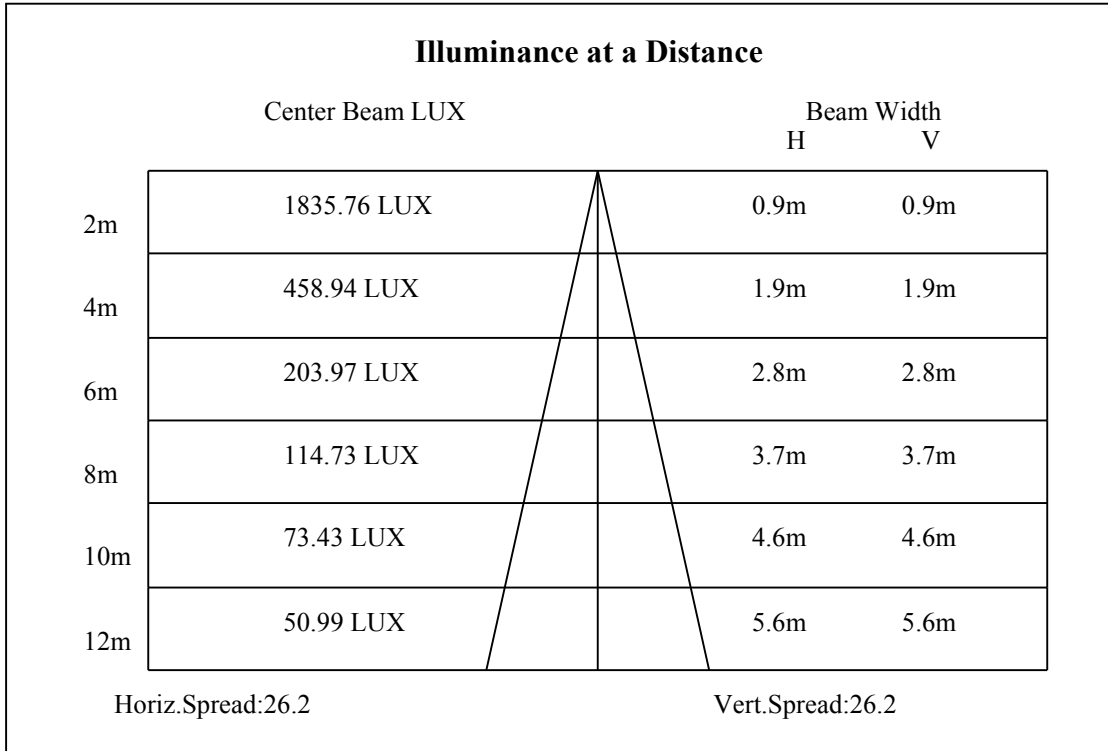 Illuminance at a Distance
Center Beam LUX Beam Width
H V
2m 1835.76 LUX 0.9m 0.9m
4m 458.94 LUX 1.9m 1.9m
6m 203.97 LUX 2.8m 2.8m
8m 114.73 LUX 3.7m 3.7m
10m 73.43 LUX 4.6m 4.6m
12m 50.99 LUX 5.6m 5.6m
Horiz.Spread:26.2 Vert.Spread:26.2